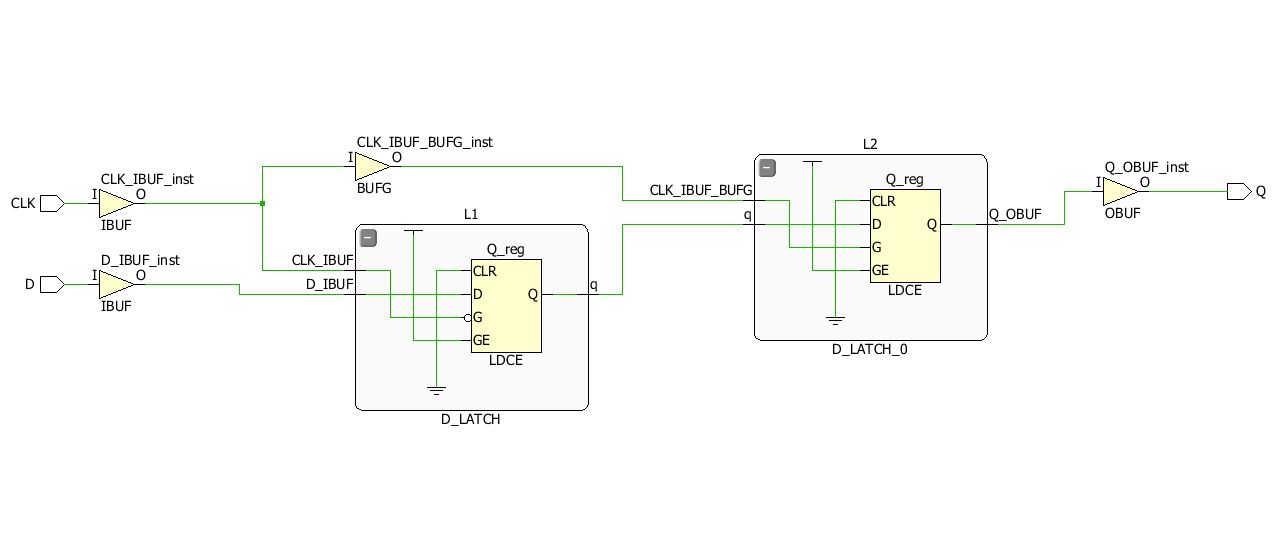 CLK_IBUF_BUFG_inst
I O
BUFG
CLK_IBUF_inst
CLK I O
IBUF
D_IBUF_inst
D I O
IBUF
L1
CLK_IBUF
D_IBUF
Q_reg
CLR
D Q
G
GE
LDCE
q
D_LATCH
L2
CLK_IBUF_BUFG
q
Q_reg
CLR
D Q
G
GE
LDCE
Q_OBUF
D_LATCH_0
Q_OBUF_inst
I O
OBUF
Q